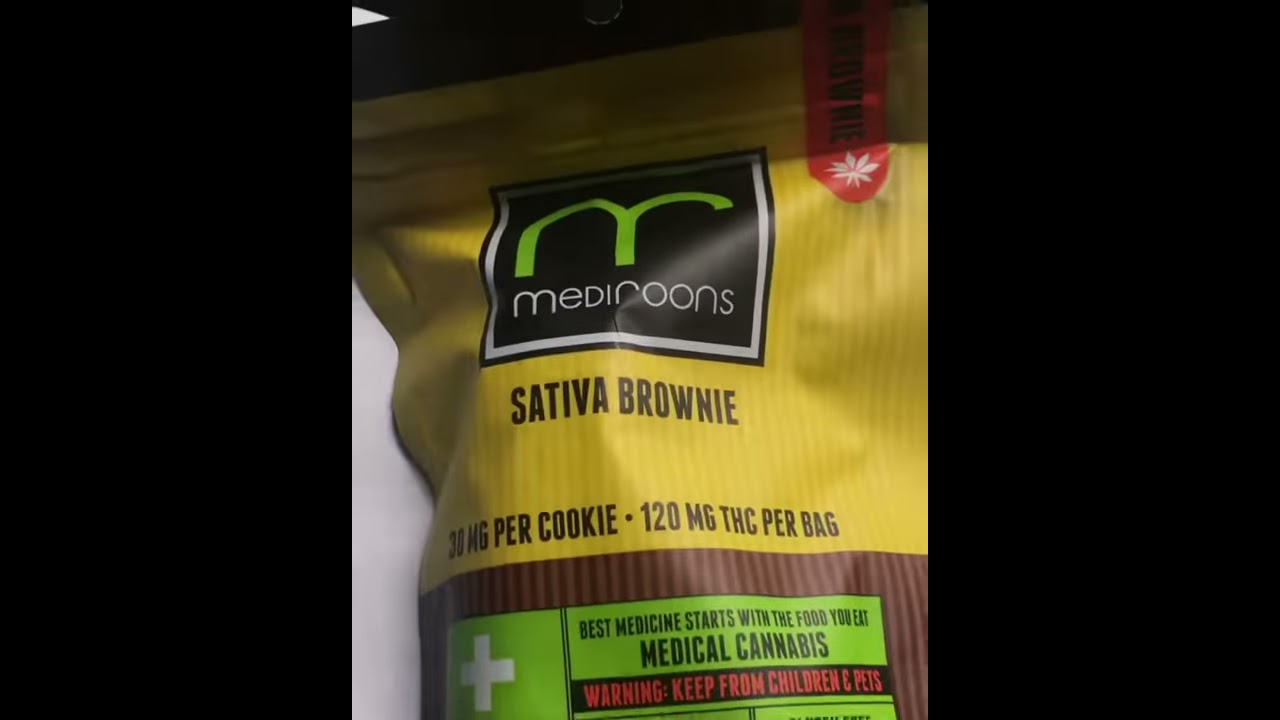 BROWNIE
mediroons
SATIVA BROWNIE
30 MG PER COOKIE · 120 MG THC PER BAG
BEST MEDICINE STARTS WITH THE FOOD YOU EAT
MEDICAL CANNABIS
WARNING: KEEP FROM CHILDREN & PETS